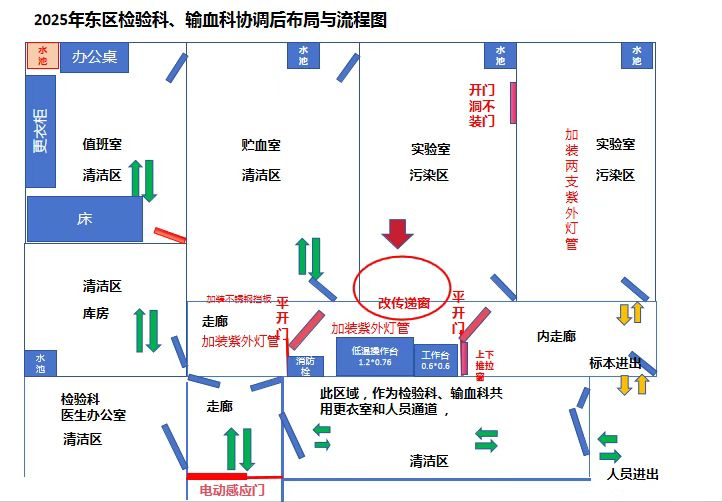 2025年东区检验科、输血科协调后布局与流程图
水
池
办公桌
水
池
水
池
水
池
更衣柜
值班室
清洁区
床
贮血室
清洁区
实验室
污染区
开门
洞不
装门
加装两支紫外灯管
实验室
污染区
清洁区
库房
水
池
加装不锈钢挡板
走廊
加装紫外灯管
平
开
门
消防
栓
改传递窗
加装紫外灯管
低温操作台
1.2*0.76
工作台
0.6*0.6
平
开
门
上下
推拉
窗
内走廊
标本进出
检验科
医生办公室
清洁区
走廊
电动感应门
此区域，作为检验科、输血科共
用更衣室和人员通道 ，
清洁区
人员进出